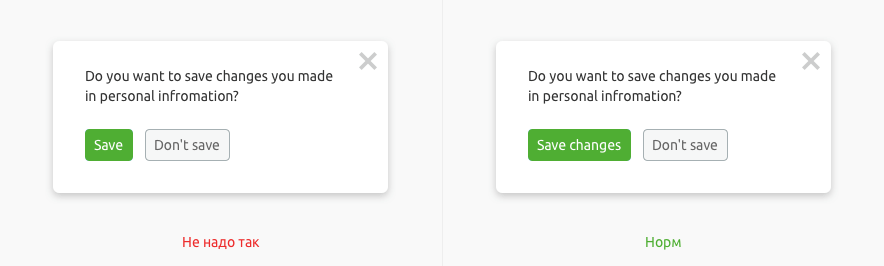 Do you want to save changes you made
in personal infromation?
Save
Don't save
Не надо так
Do you want to save changes you made
in personal infromation?
Save changes
Don't save
Норм